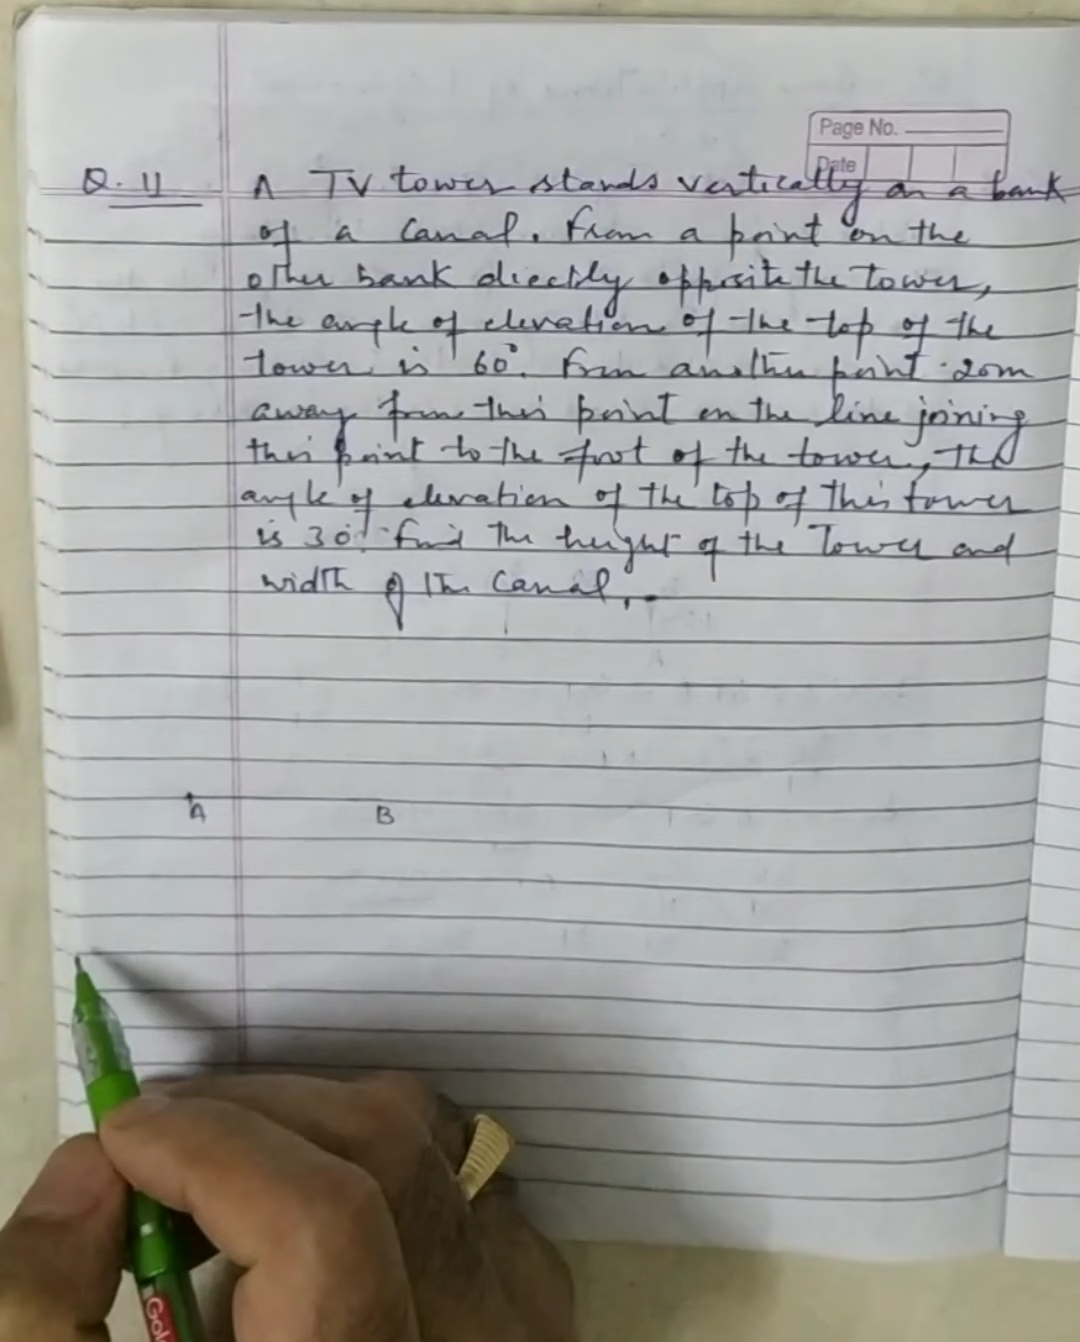 Page No.
Date
Q. 11 A TV tower stands vertically on a bank
of a Canal. From a point on the
other bank directly opposite the tower,
the angle of elevation of the top of the
tower is 60°. From another point 20m
away from this point on the line joining
this point to the foot of the tower, the
angle of elevation of the top of this tower
is 30°. Find the height of the Tower and
width of the Canal.
A B
Gol